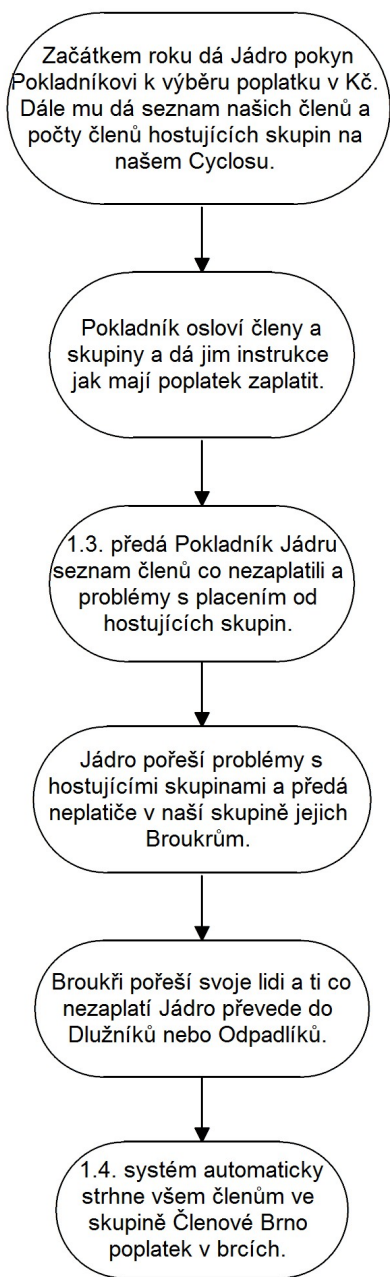 Začátkem roku dá Jádro pokyn
Pokladníkovi k výběru poplatku v Kč.
Dále mu dá seznam našich členů a
počty členů hostujících skupin na
našem Cyclosu.
Pokladník osloví členy a
skupiny a dá jim instrukce
jak mají poplatek zaplatit.
1.3. předá Pokladník Jádru
seznam členů co nezaplatili a
problémy s placením od
hostujících skupin.
Jádro pořeší problémy s
hostujícími skupinami a předá
neplatiče v naší skupině jejich
Broukrům.
Broukři pořeší svoje lidi a ti co
nezaplatí Jádro převede do
Dlužníků nebo Odpadlíků.
1.4. systém automaticky
strhne všem členům ve
skupině Členové Brno
poplatek v brcích.